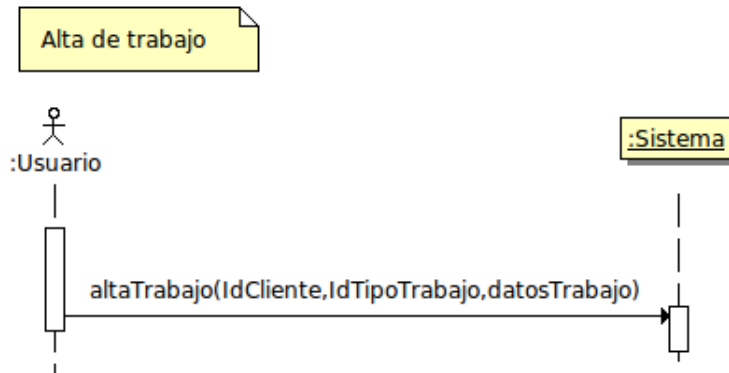 Alta de trabajo
:Usuario
:Sistema
altaTrabajo(IdCliente,IdTipoTrabajo,datosTrabajo)